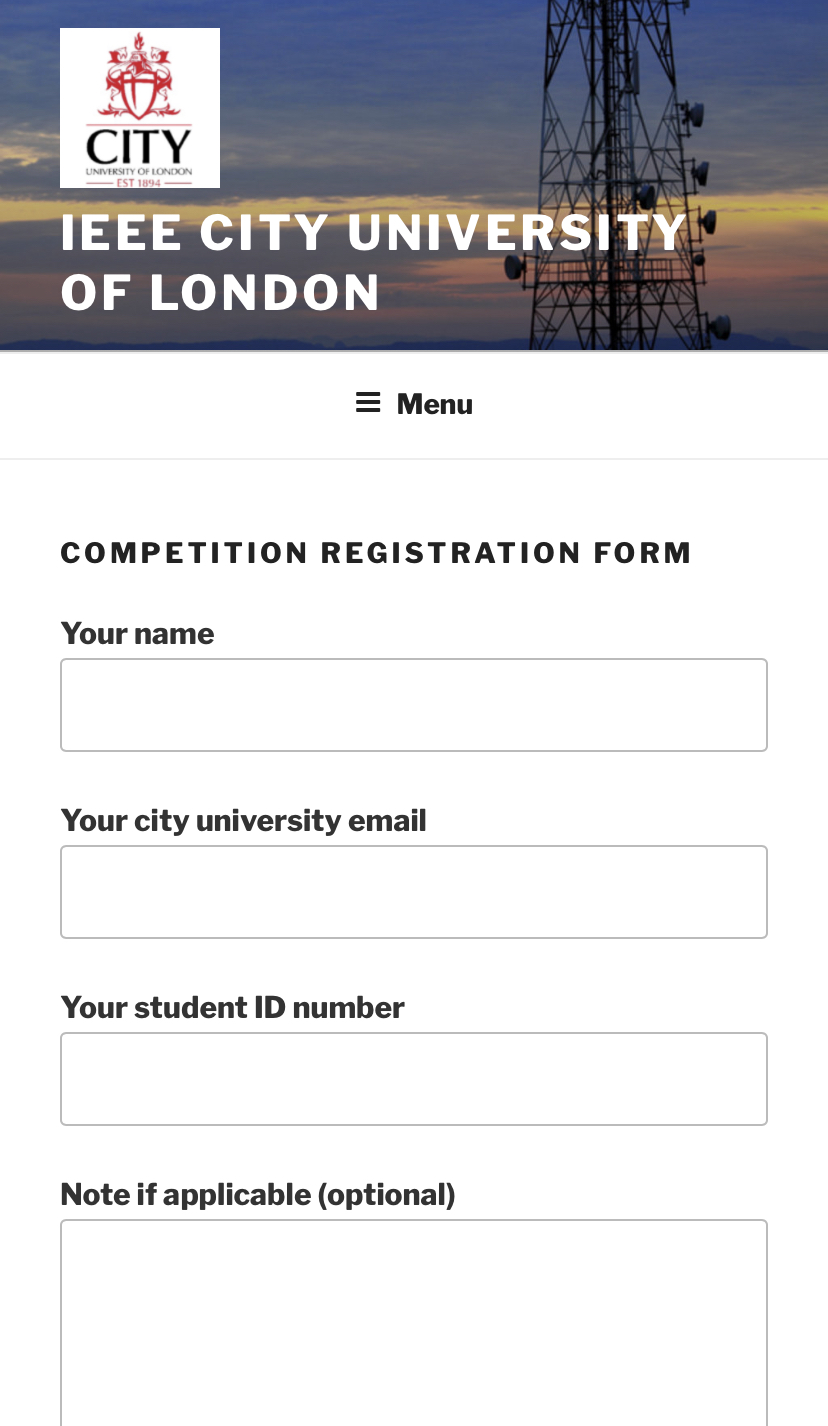 CITY
UNIVERSITY OF LONDON
EST 1894
IEEE CITY UNIVERSITY
OF LONDON
Menu
COMPETITION REGISTRATION FORM
Your name
Your city university email
Your student ID number
Note if applicable (optional)